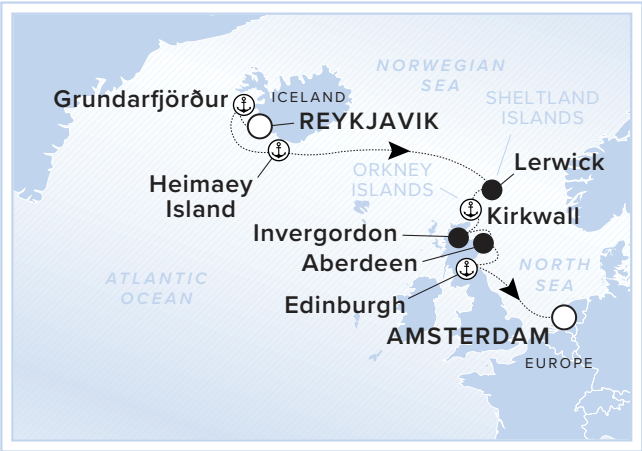 NORWEGIAN
SEA
Grundarfjörður
ICELAND
REYKJAVIK
SHELTLAND
ISLANDS
Lerwick
ORKNEY
ISLANDS
Heimaey
Island
Kirkwall
Invergordon
Aberdeen
NORTH
SEA
ATLANTIC
OCEAN
Edinburgh
AMSTERDAM
EUROPE